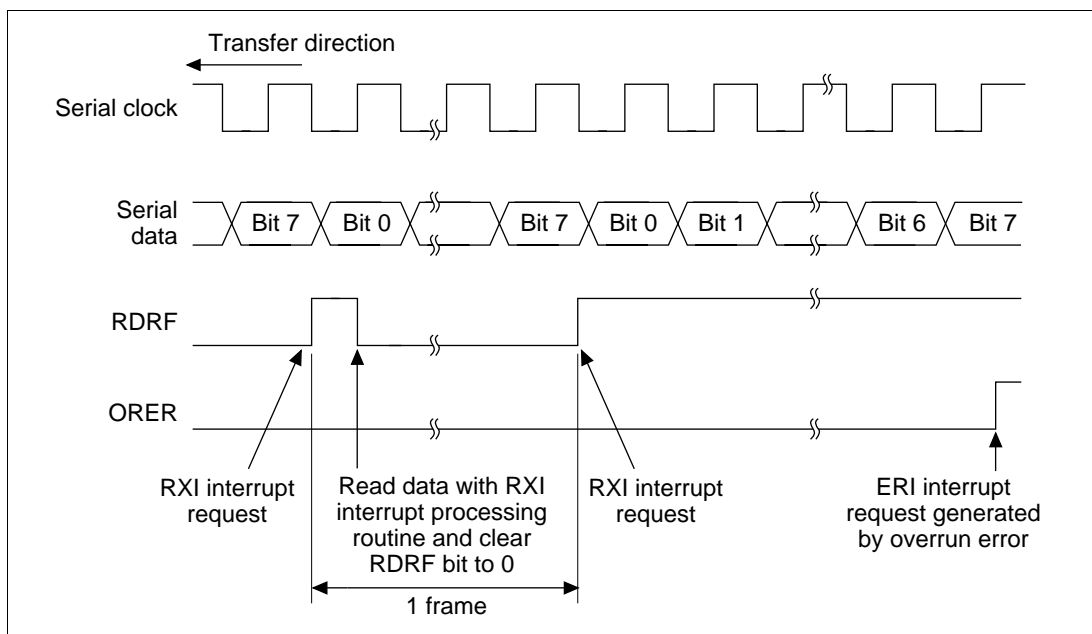 Transfer direction
Serial clock
Serial
data
Bit 7 Bit 0 Bit 7 Bit 0 Bit 1 Bit 6 Bit 7
RDRF
ORER
RXI interrupt
request
Read data with RXI
interrupt processing
routine and clear
RDRF bit to 0
RXI interrupt
request
ERI interrupt
request generated
by overrun error
1 frame